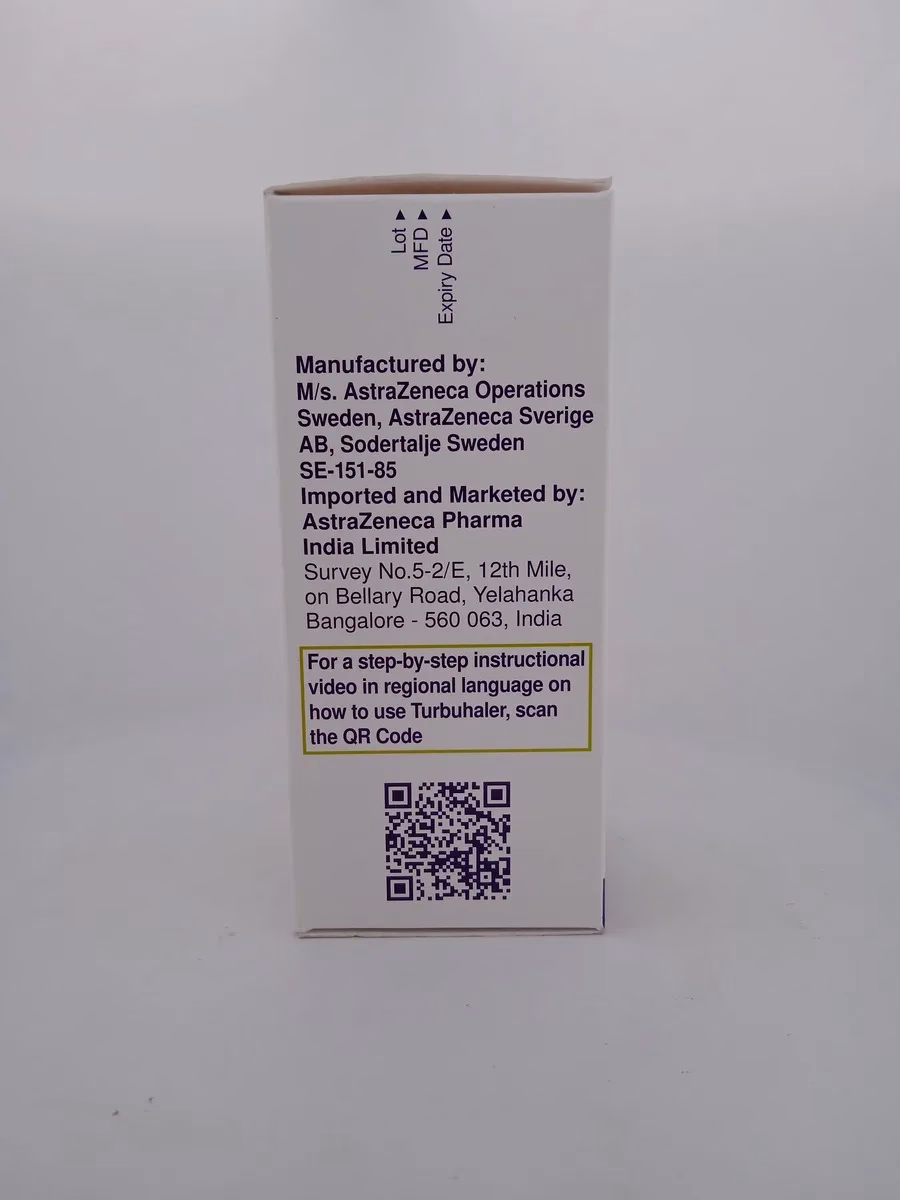 Lot ▶
MFD ▶
Expiry Date ▶
Manufactured by:
M/s. AstraZeneca Operations
Sweden, AstraZeneca Sverige
AB, Sodertalje Sweden
SE-151-85
Imported and Marketed by:
AstraZeneca Pharma
India Limited
Survey No.5-2/E, 12th Mile,
on Bellary Road, Yelahanka
Bangalore - 560 063, India
For a step-by-step instructional
video in regional language on
how to use Turbuhaler, scan
the QR Code